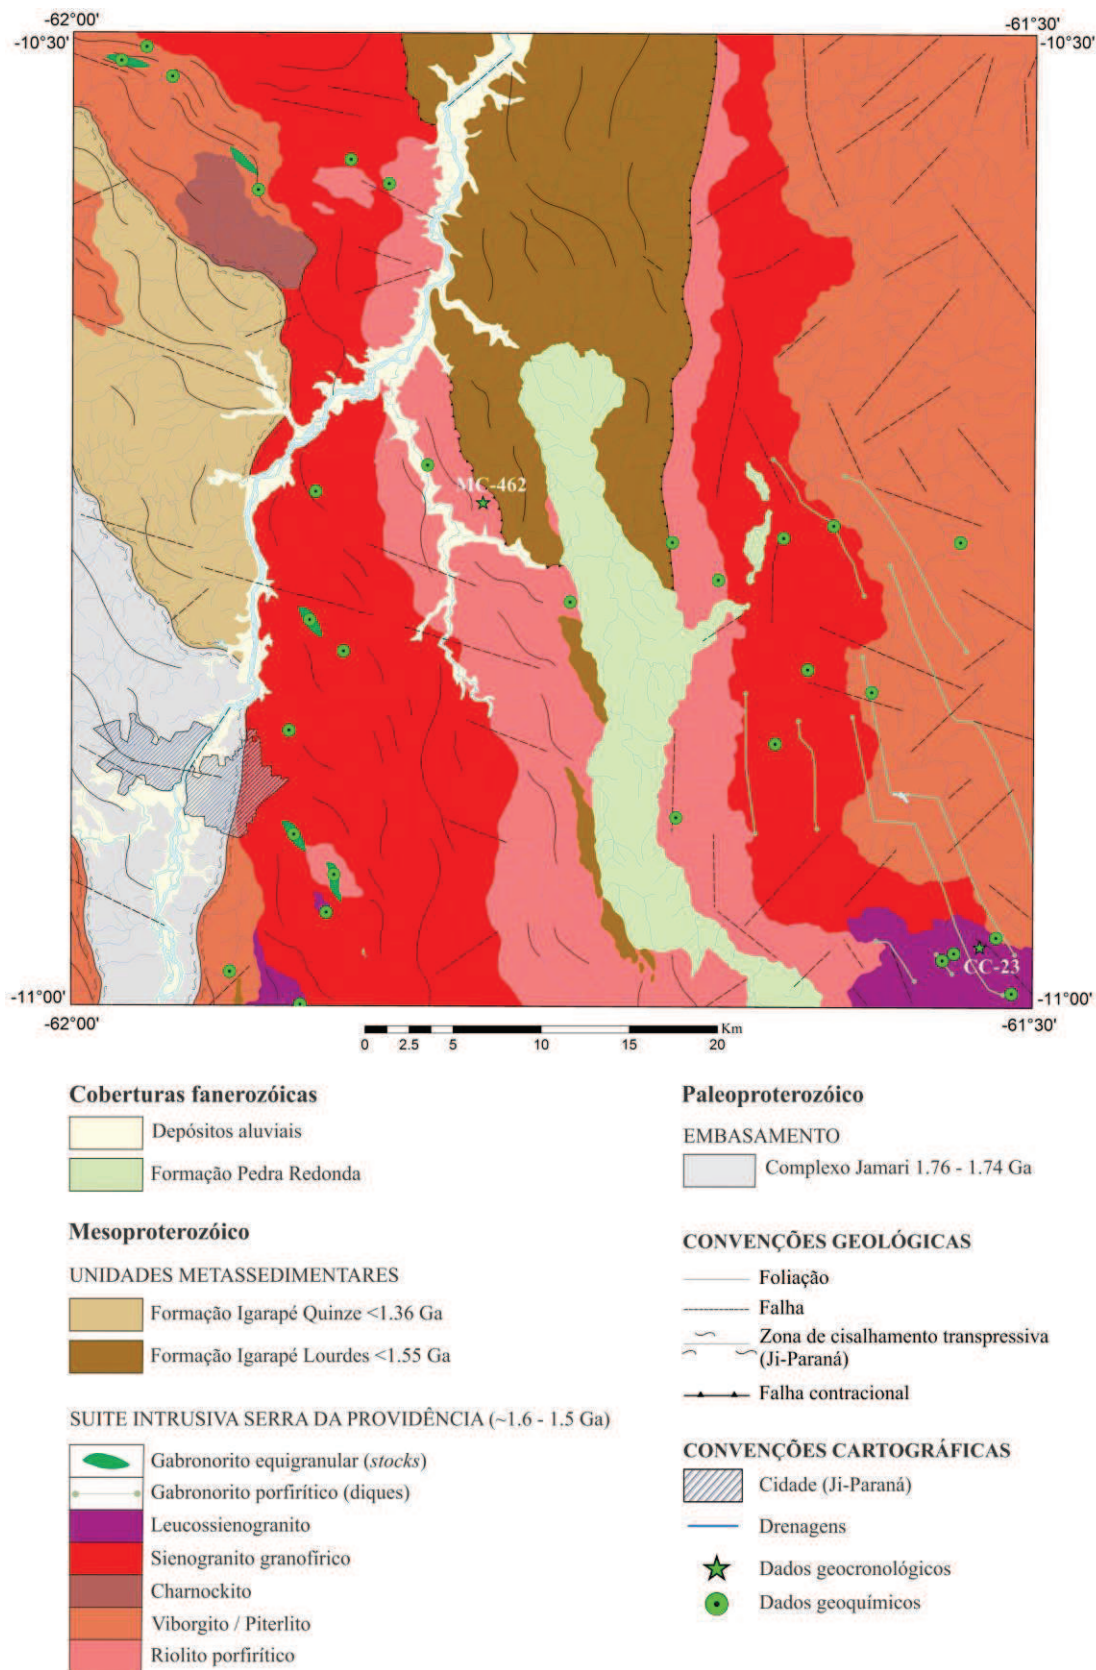 -62°00'
-61°30'
-10°30'
-10°30'
MC-462
CC-23
-11°00'
-11°00'
-62°00'
-61°30'
Km
0 2.5 5 10 15 20
Coberturas fanerozóicas
Depósitos aluviais
Formação Pedra Redonda
Mesoproterozóico
UNIDADES METASSEDIMENTARES
Formação Igarapé Quinze <1.36 Ga
Formação Igarapé Lourdes <1.55 Ga
SUITE INTRUSIVA SERRA DA PROVIDÊNCIA (~1.6 - 1.5 Ga)
Gabronorito equigranular (stocks)
Gabronorito porfirítico (diques)
Leucossienogranito
Sienogranito granofírico
Charnockito
Viborgito / Piterlito
Riolito porfirítico
Paleoproterozóico
EMBASAMENTO
Complexo Jamari 1.76 - 1.74 Ga
CONVENÇÕES GEOLÓGICAS
Foliação
Falha
Zona de cisalhamento transpressiva
(Ji-Paraná)
Falha contracional
CONVENÇÕES CARTOGRÁFICAS
Cidade (Ji-Paraná)
Drenagens
Dados geocronológicos
Dados geoquímicos